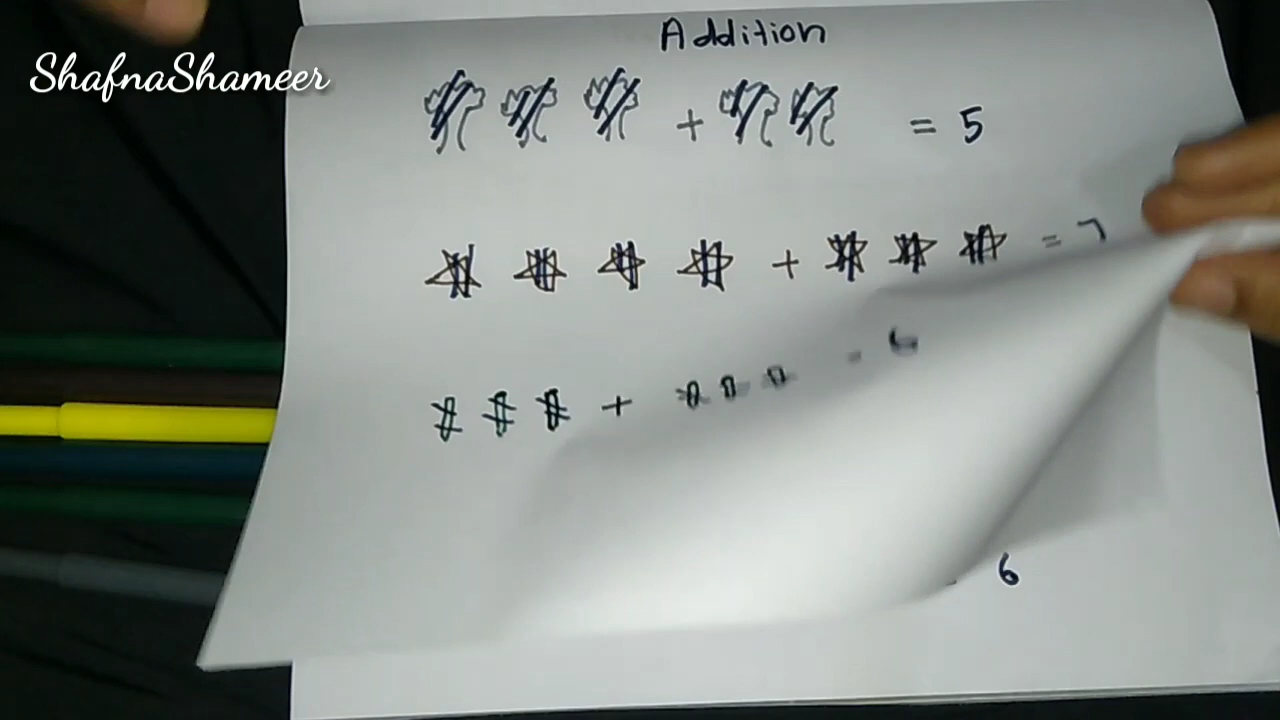 Addition
ShafnaShameer
+ = 5
+ = 7
+ = 6
6